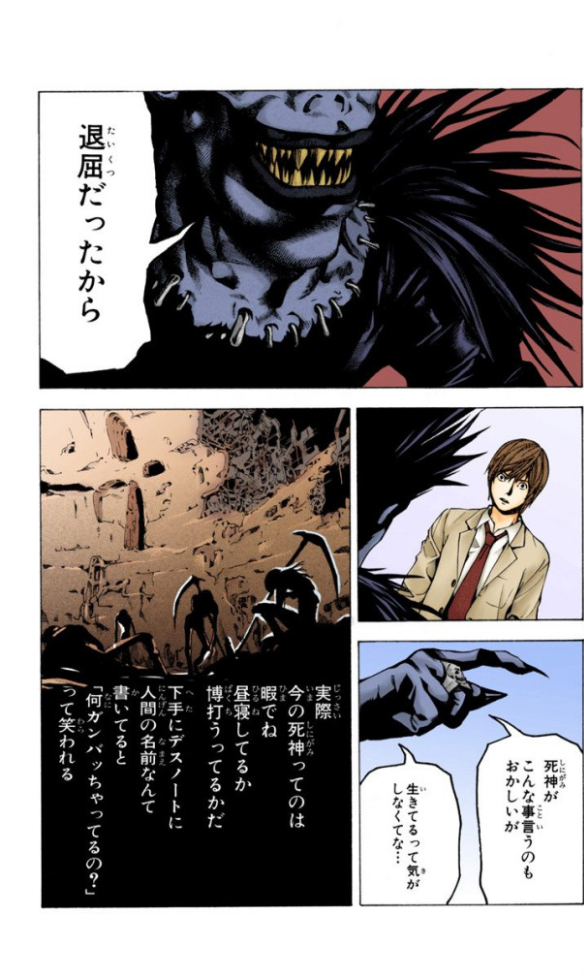 退屈だったから
死神が
こんな事言うのも
おかしいが
生きてるって気が
しなくてな…
実際
今の死神ってのは
暇でね
昼寝してるか
博打うってるかだ
下手にデスノートに
人間の名前なんて
書いてると
「何ガンバッちゃってるの？」
って笑われる